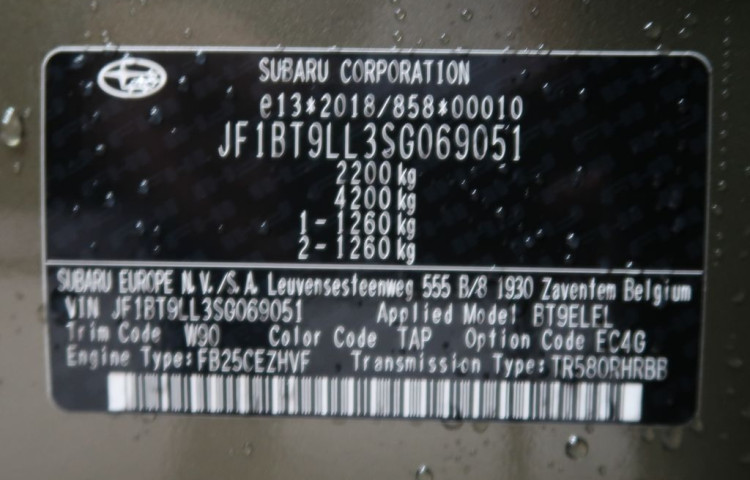 SUBARU CORPORATION
e13*2018/858*00010
JF1BT9LL3SG069051
2200 kg
4200 kg
1- 1260 kg
2- 1260 kg
SUBARU EUROPE N.V./S.A. Leuvensesteenweg 555 B/8 1930 Zaventem Belgium
VIN JF1BT9LL3SG069051 Applied Model BT9ELEL
Trim Code W90 Color Code TAP Option Code FC4G
Engine Type:FB25CEZHVF Transmission Type:TR580RHRBB